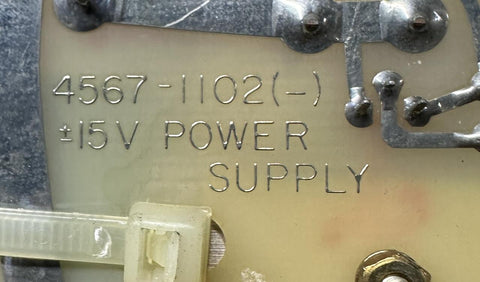 4567-1102(-)
±15V POWER
SUPPLY